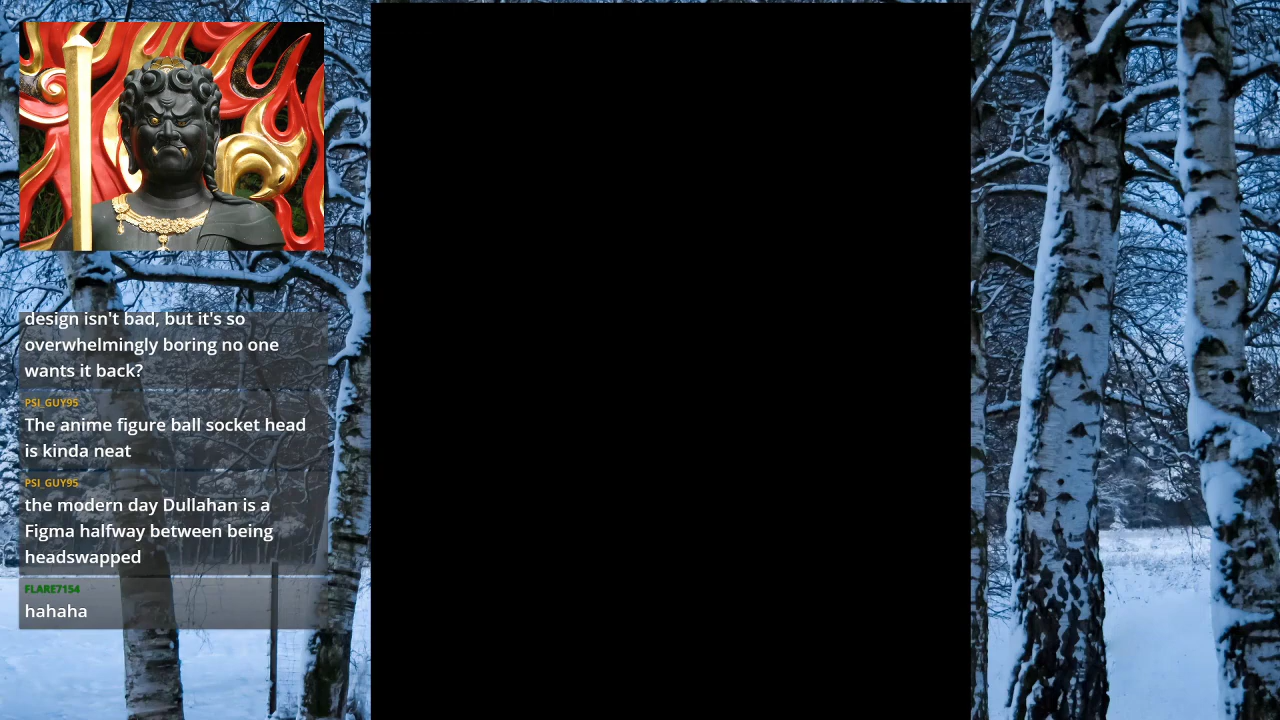 design isn't bad, but it's so
overwhelmingly boring no one
wants it back?
PSI_GUY95
The anime figure ball socket head
is kinda neat
PSI_GUY95
the modern day Dullahan is a
Figma halfway between being
headswapped
FLARE7154
hahaha